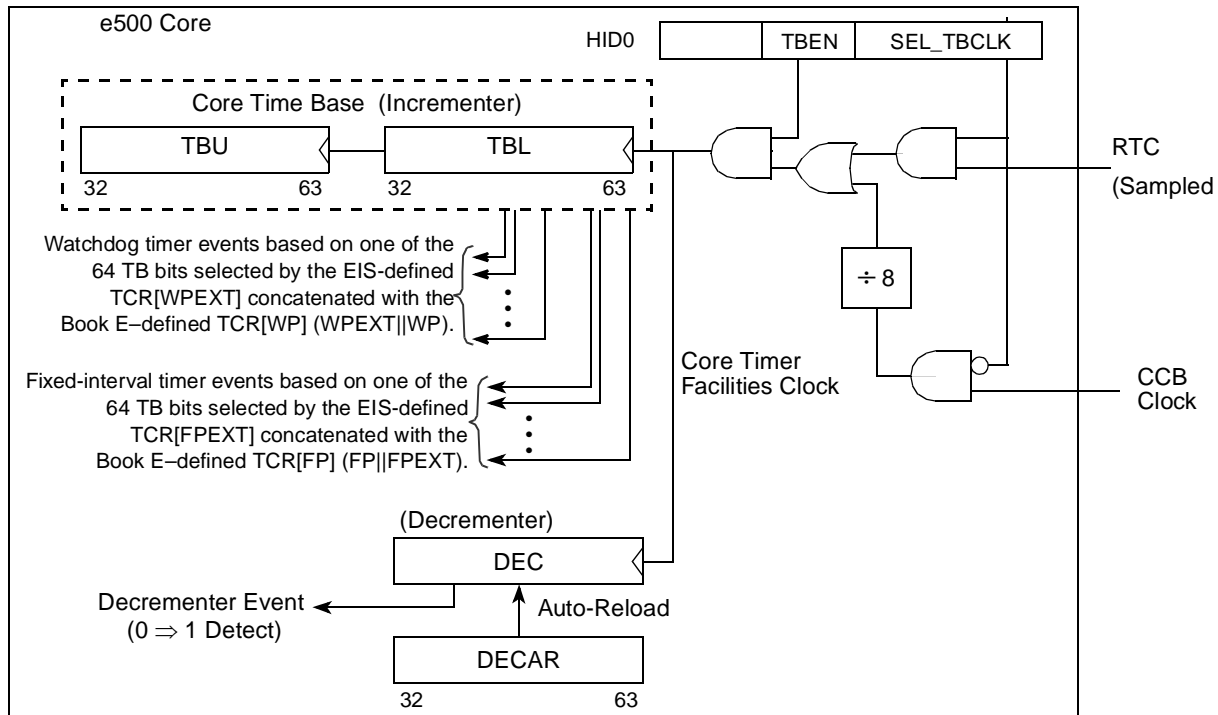 e500 Core
HID0
TBEN
SEL_TBCLK
Core Time Base (Incrementer)
TBU
TBL
32
63
32
63
RTC
(Sampled
Watchdog timer events based on one of the
64 TB bits selected by the EIS-defined
TCR[WPEXT] concatenated with the
Book E–defined TCR[WP] (WPEXT||WP).
÷ 8
Core Timer
Facilities Clock
CCB
Clock
Fixed-interval timer events based on one of the
64 TB bits selected by the EIS-defined
TCR[FPEXT] concatenated with the
Book E–defined TCR[FP] (FP||FPEXT).
(Decrementer)
DEC
Decrementer Event
(0 ⇒ 1 Detect)
Auto-Reload
DECAR
32
63